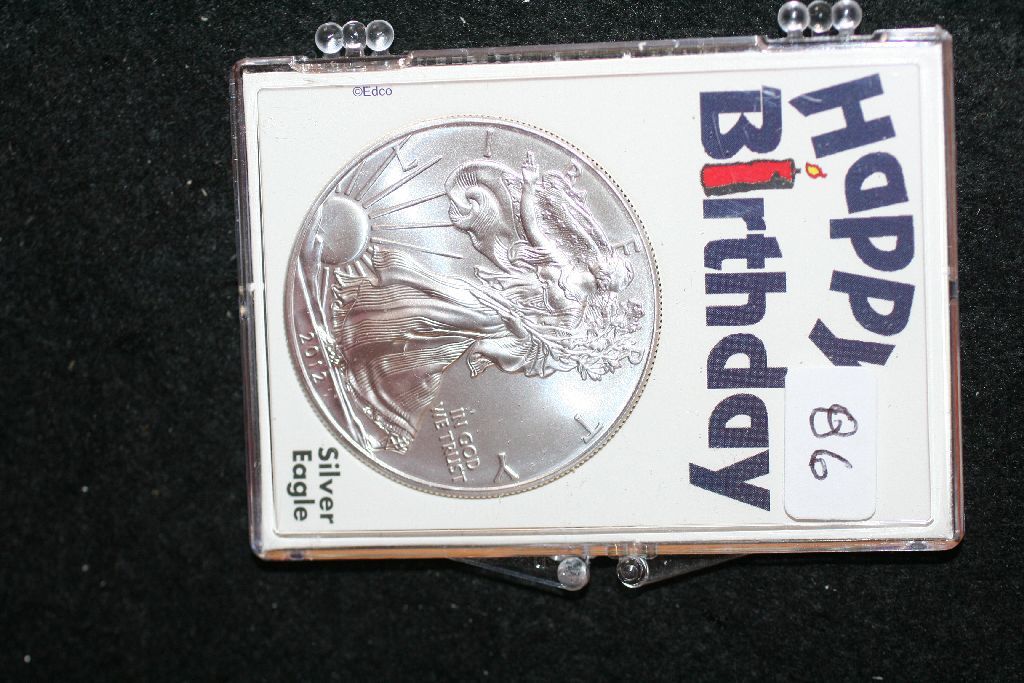 Happy
Birthday
86
LIBERTY
IN GOD
WE TRUST
2012
Silver
Eagle
©Edco